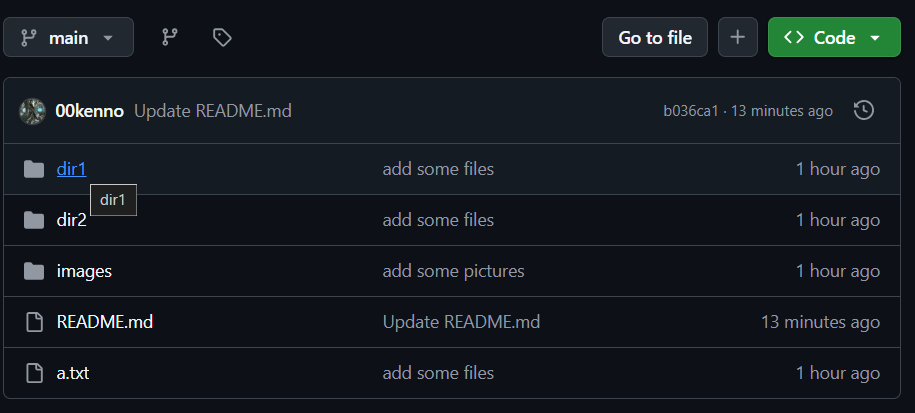 main Go to file Code
00kenno Update README.md b036ca1 · 13 minutes ago
dir1 add some files 1 hour ago
dir1
dir2 add some files 1 hour ago
images add some pictures 1 hour ago
README.md Update README.md 13 minutes ago
a.txt add some files 1 hour ago